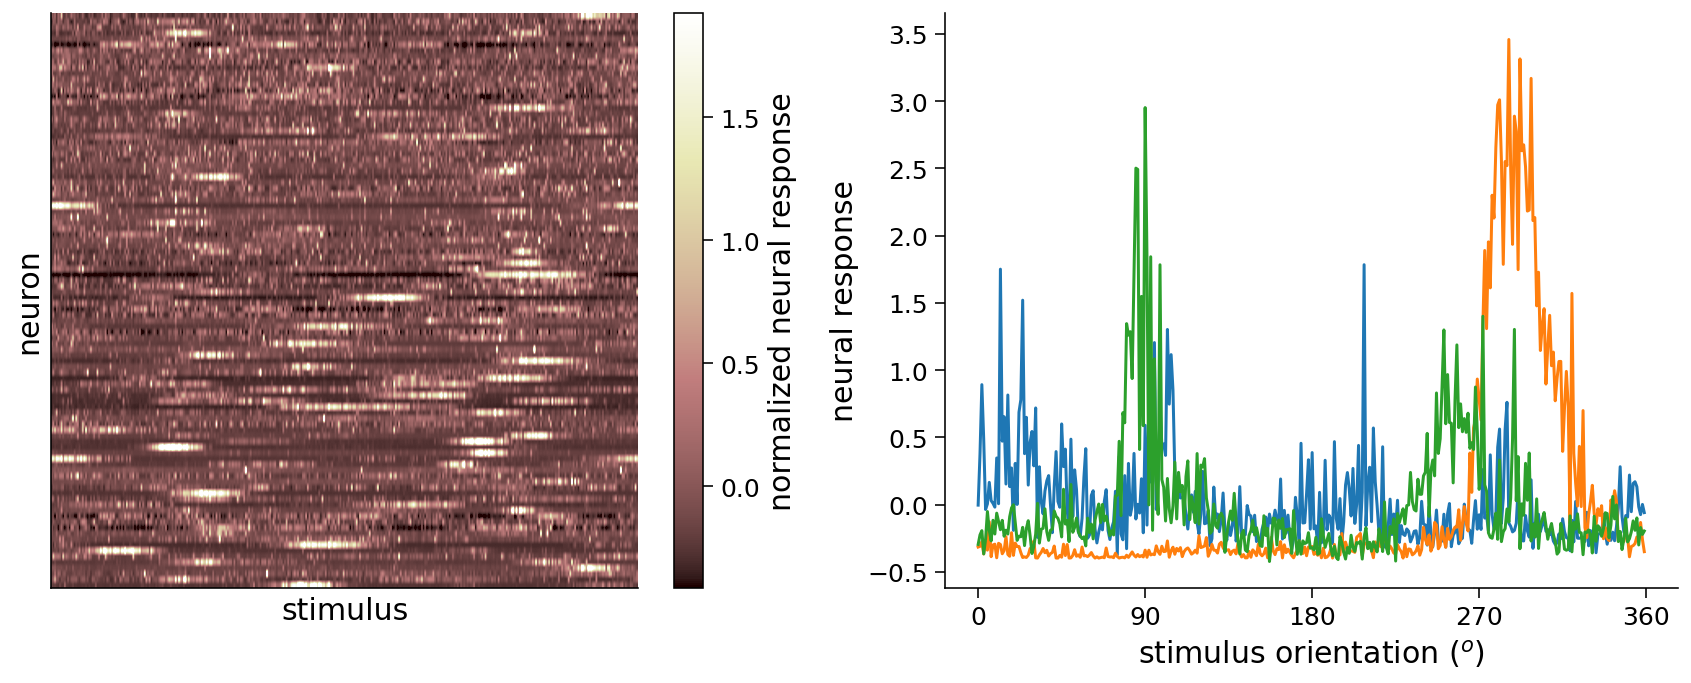 neuron
stimulus
1.5
1.0
0.5
0.0
normalized neural response
neural response
3.5
3.0
2.5
2.0
1.5
1.0
0.5
0.0
−0.5
0 90 180 270 360
stimulus orientation (º)